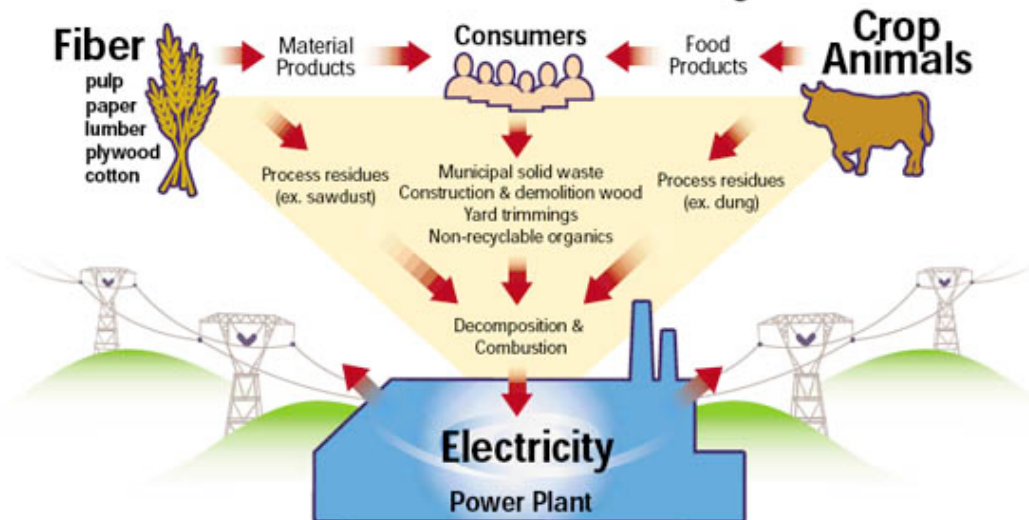 Fiber
pulp
paper
lumber
plywood
cotton
Material
Products
Consumers
Food
Products
Crop
Animals
Process residues
(ex. sawdust)
Municipal solid waste
Construction & demolition wood
Yard trimmings
Non-recyclable organics
Process residues
(ex. dung)
Decomposition &
Combustion
Electricity
Power Plant